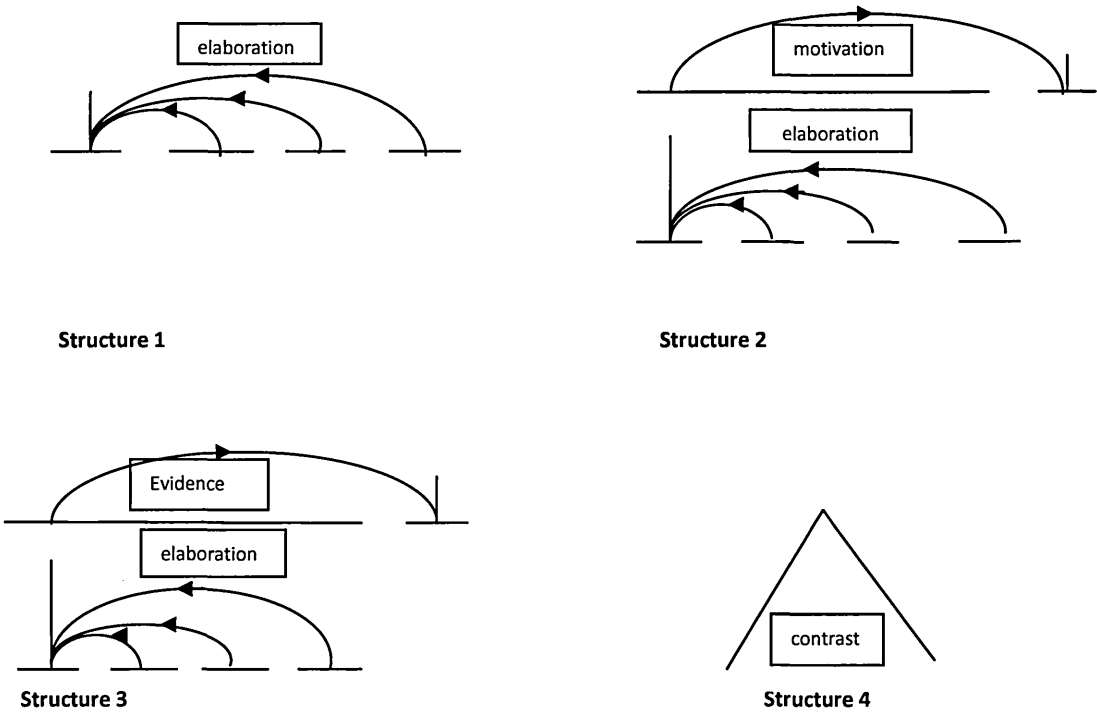 elaboration
motivation
elaboration
Structure 1
Structure 2
Evidence
elaboration
contrast
Structure 3
Structure 4